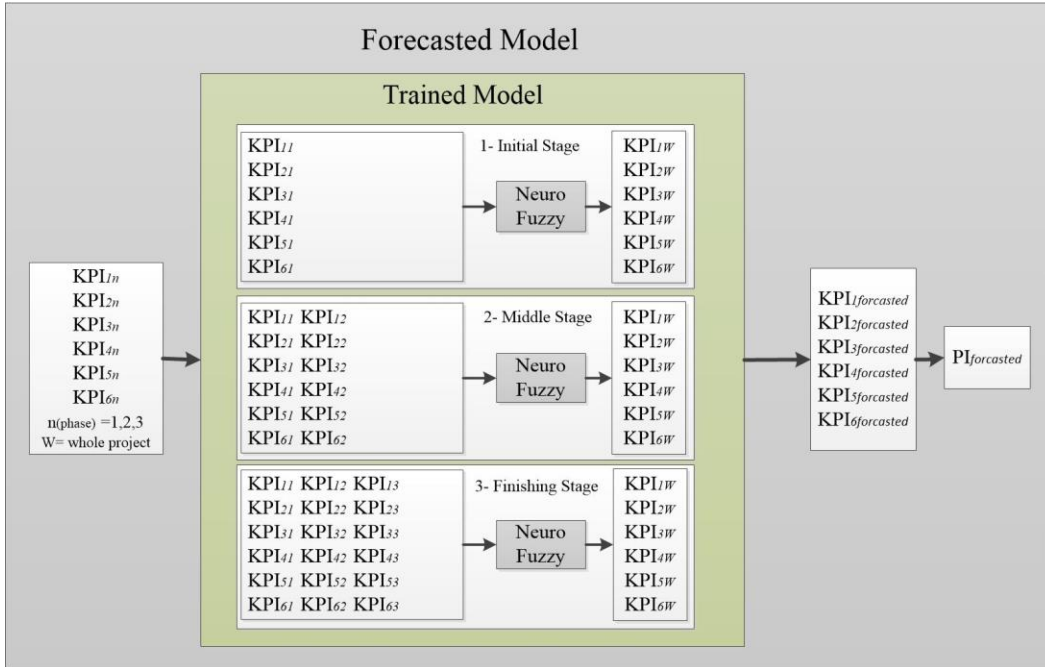 Forecasted Model
Trained Model
KPI1n
KPI2n
KPI3n
KPI4n
KPI5n
KPI6n
n(phase) =1,2,3
W= whole project
KPI11
KPI21
KPI31
KPI41
KPI51
KPI61
1- Initial Stage
Neuro
Fuzzy
KPI1W
KPI2W
KPI3W
KPI4W
KPI5W
KPI6W
KPI11 KPI12
KPI21 KPI22
KPI31 KPI32
KPI41 KPI42
KPI51 KPI52
KPI61 KPI62
2- Middle Stage
Neuro
Fuzzy
KPI1W
KPI2W
KPI3W
KPI4W
KPI5W
KPI6W
KPI11 KPI12 KPI13
KPI21 KPI22 KPI23
KPI31 KPI32 KPI33
KPI41 KPI42 KPI43
KPI51 KPI52 KPI53
KPI61 KPI62 KPI63
3- Finishing Stage
Neuro
Fuzzy
KPI1W
KPI2W
KPI3W
KPI4W
KPI5W
KPI6W
KPI1forcasted
KPI2forcasted
KPI3forcasted
KPI4forcasted
KPI5forcasted
KPI6forcasted
PIforcasted